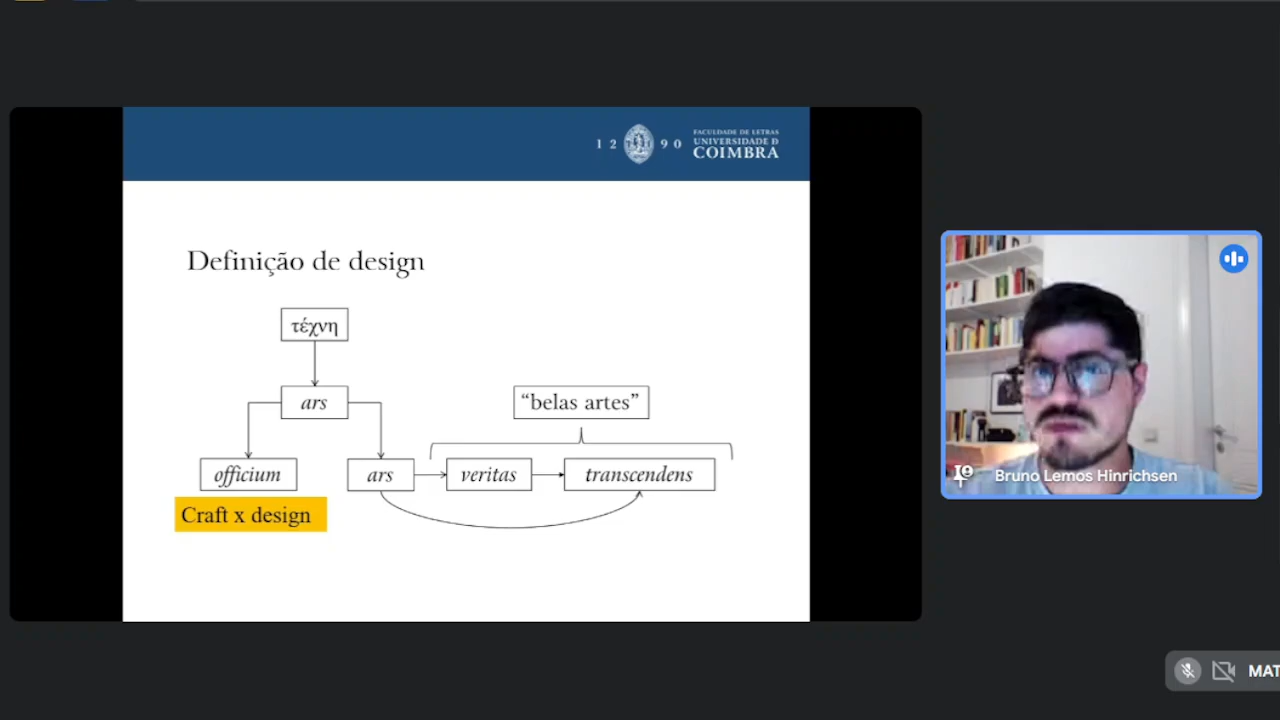 1 2 9 0
FACULDADE DE LETRAS
UNIVERSIDADE Ð
COIMBRA
Definição de design
τέχνη
ars
“belas artes”
officium
ars
veritas
transcendens
Craft x design
Bruno Lemos Hinrichsen
MAT